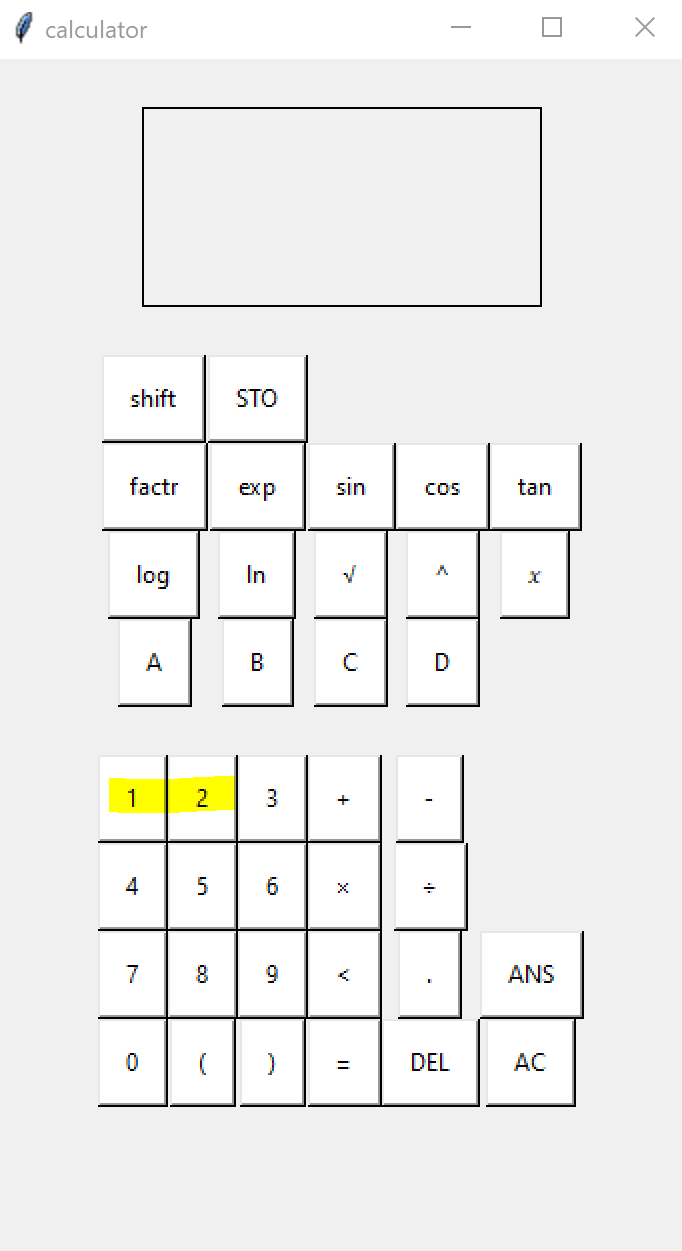 calculator
shift STO
factr exp sin cos tan
log ln √ ^ x
A B C D
1 2 3 + -
4 5 6 × ÷
7 8 9 < . ANS
0 ( ) = DEL AC